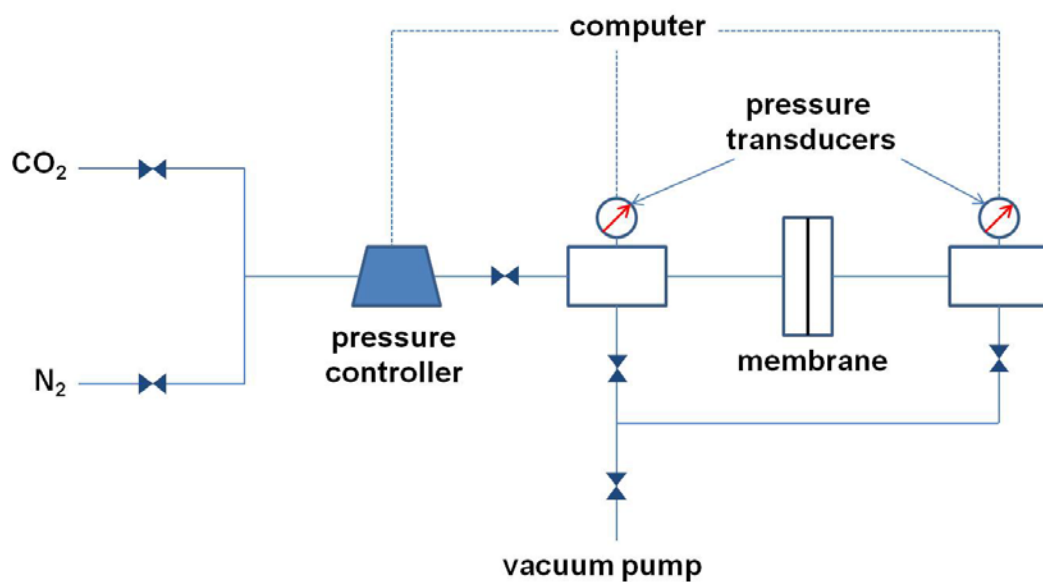 computer
pressure
transducers
CO₂
pressure
controller
membrane
N₂
vacuum pump